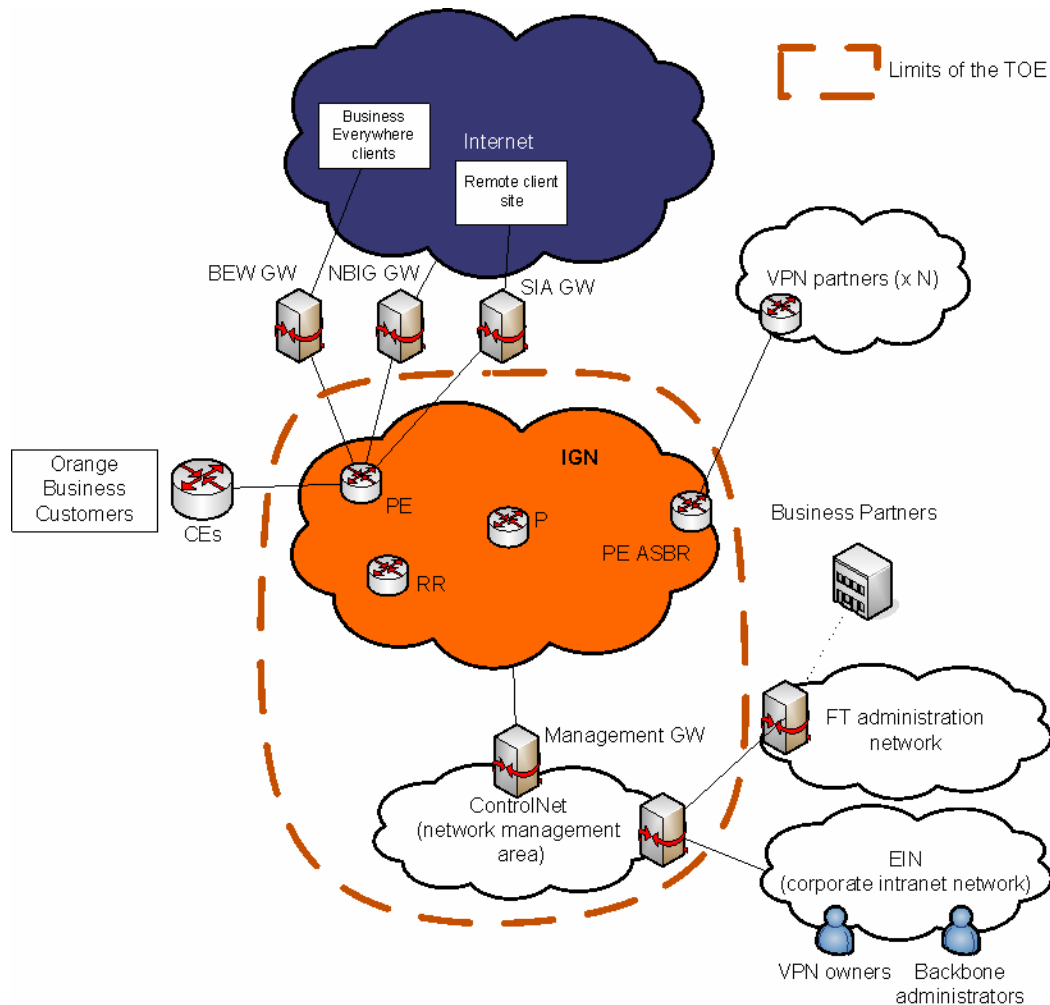 Limits of the TOE
Business
Everywhere
clients
Internet
Remote client
site
BEW GW
NBIG GW
SIA GW
VPN partners (x N)
IGN
Orange
Business
Customers
CEs
PE
P
PE ASBR
RR
Business Partners
Management GW
FT administration
network
ControlNet
(network management
area)
EIN
(corporate intranet network)
VPN owners
Backbone
administrators